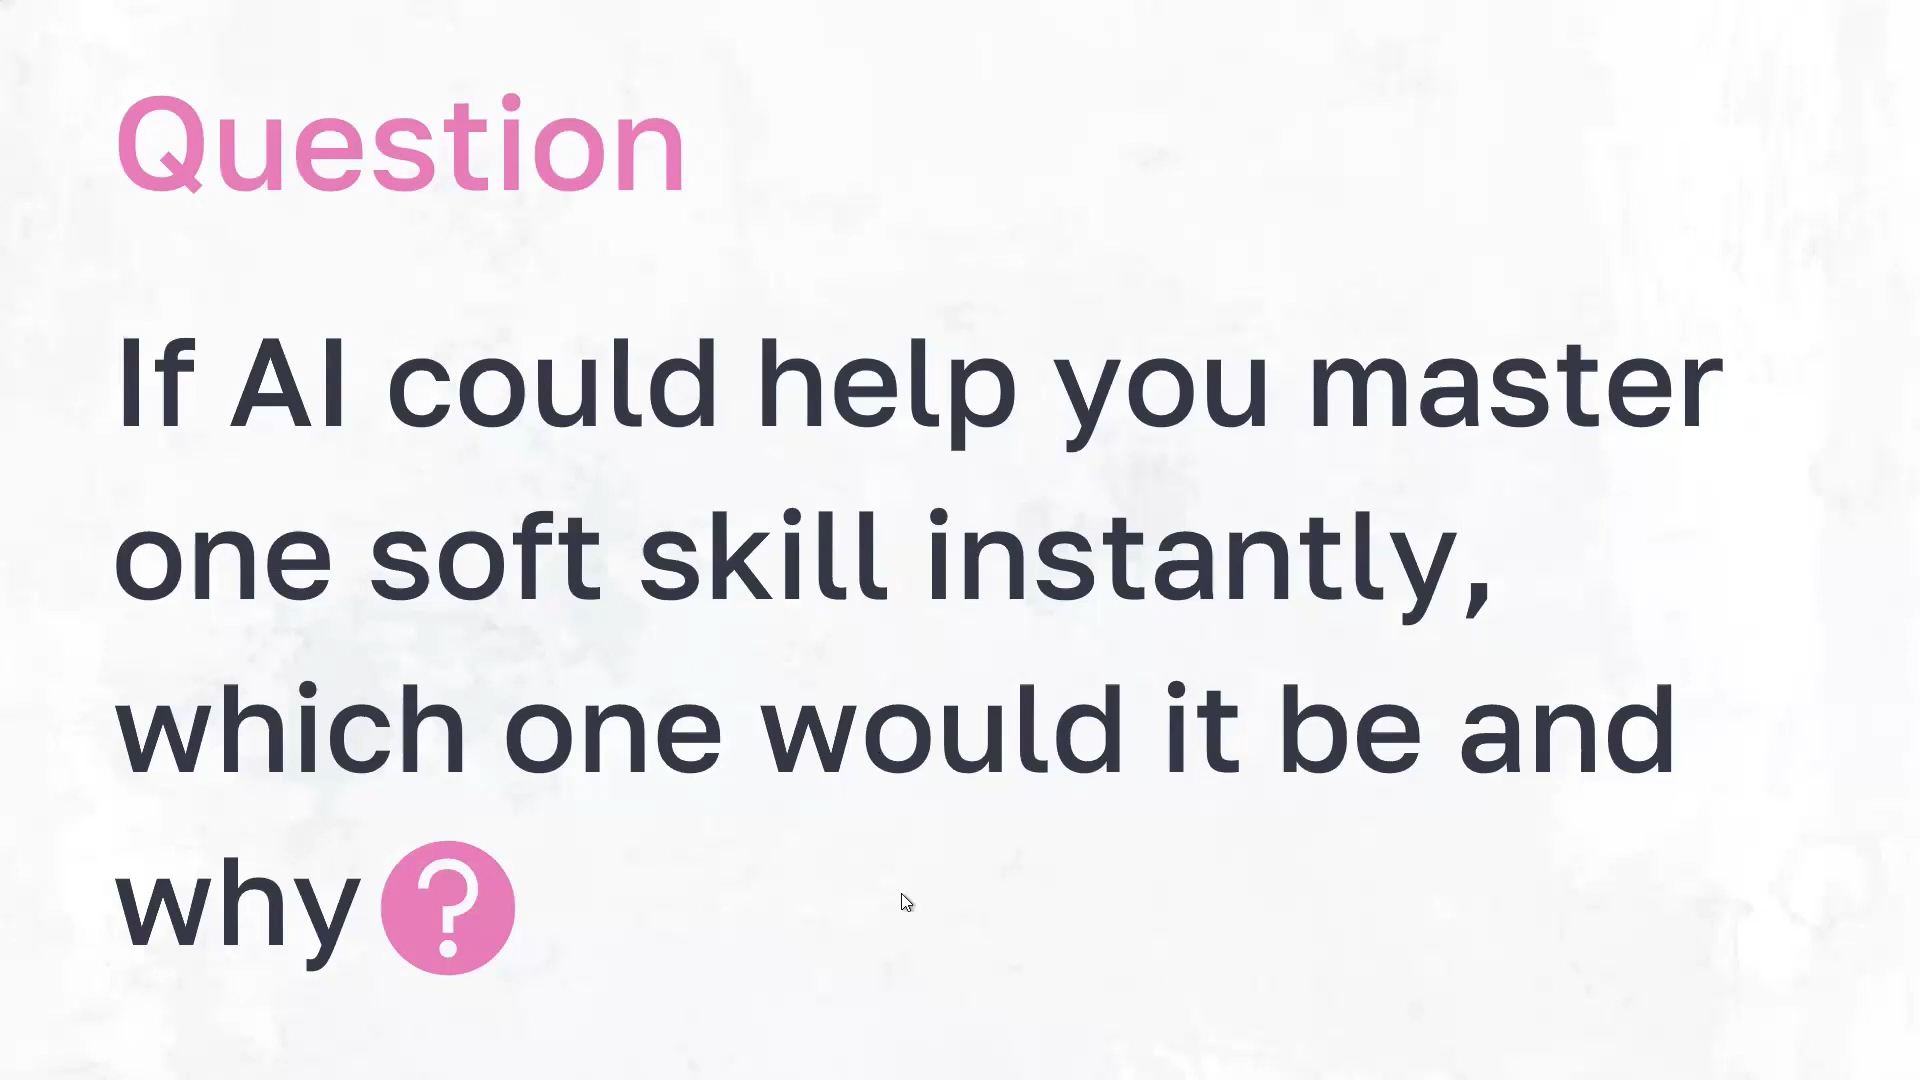 Question
If AI could help you master
one soft skill instantly,
which one would it be and
why?